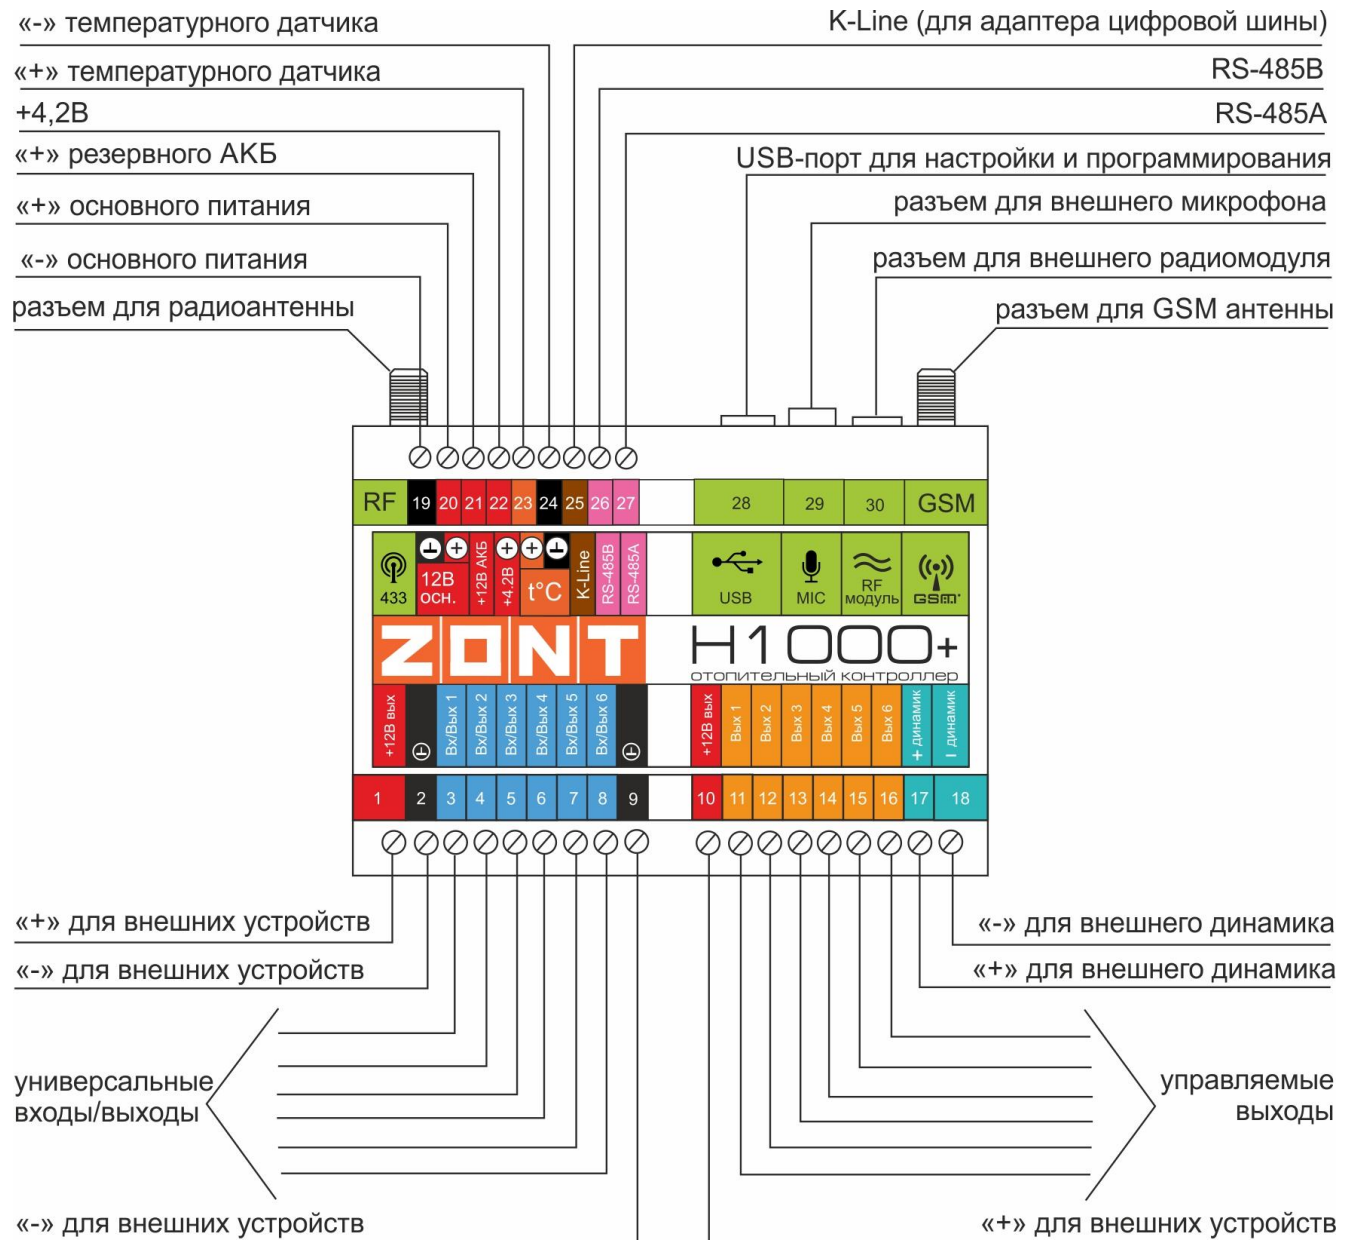 «-» температурного датчика
«+» температурного датчика
+4,2В
«+» резервного АКБ
«+» основного питания
«-» основного питания
разъем для радиоантенны
K-Line (для адаптера цифровой шины)
RS-485B
RS-485A
USB-порт для настройки и программирования
разъем для внешнего микрофона
разъем для внешнего радиомодуля
разъем для GSM антенны
RF 19 20 21 22 23 24 25 26 27 28 29 30 GSM
433
12В
осн.
+12В АКБ
+4.2В
t°C
K-Line
RS-485B
RS-485A
USB
MIC
RF
модуль
GSM
ZONT
H1000+
отопительный контроллер
+12В вых
Вх/Вых 1
Вх/Вых 2
Вх/Вых 3
Вх/Вых 4
Вх/Вых 5
Вх/Вых 6
+12В вых
Вых 1
Вых 2
Вых 3
Вых 4
Вых 5
Вых 6
+ динамик
– динамик
1 2 3 4 5 6 7 8 9 10 11 12 13 14 15 16 17 18
«+» для внешних устройств
«-» для внешних устройств
универсальные
входы/выходы
«-» для внешних устройств
«-» для внешнего динамика
«+» для внешнего динамика
управляемые
выходы
«+» для внешних устройств